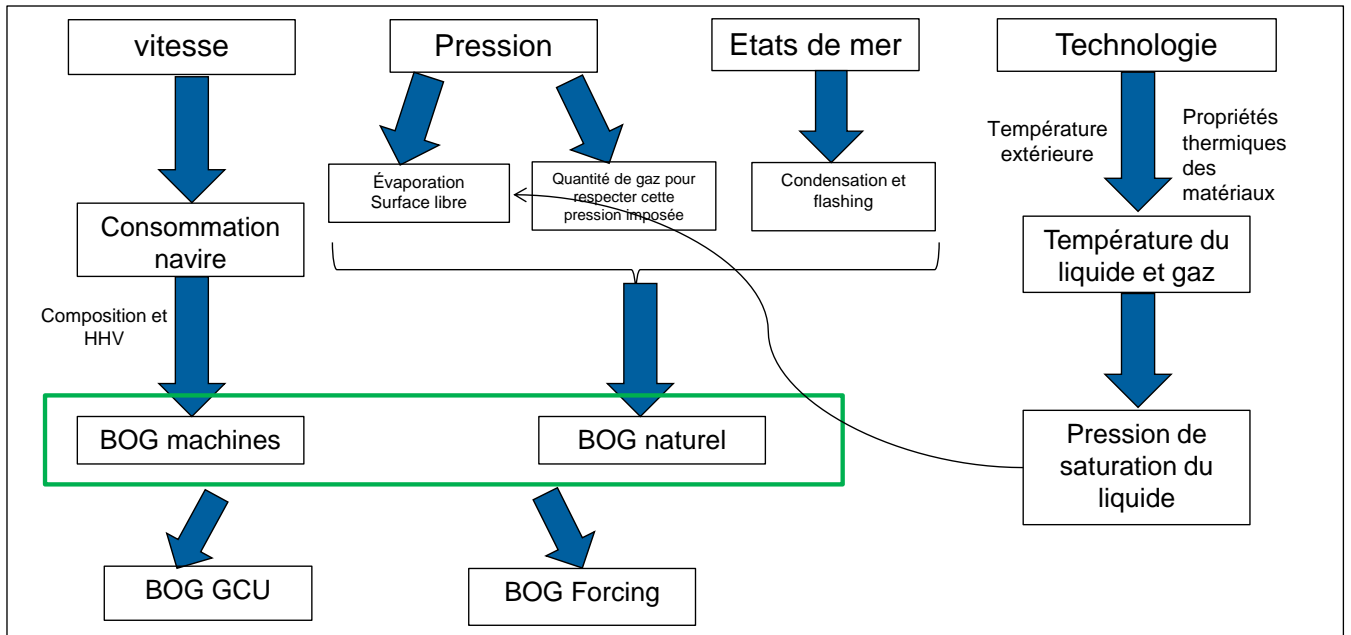 vitesse
Pression
Etats de mer
Technologie
Température
extérieure
Propriétés
thermiques
des
matériaux
Évaporation
Surface libre
Quantité de gaz pour
respecter cette
pression imposée
Condensation et
flashing
Consommation
navire
Température du
liquide et gaz
Composition et
HHV
BOG machines
BOG naturel
Pression de
saturation du
liquide
BOG GCU
BOG Forcing